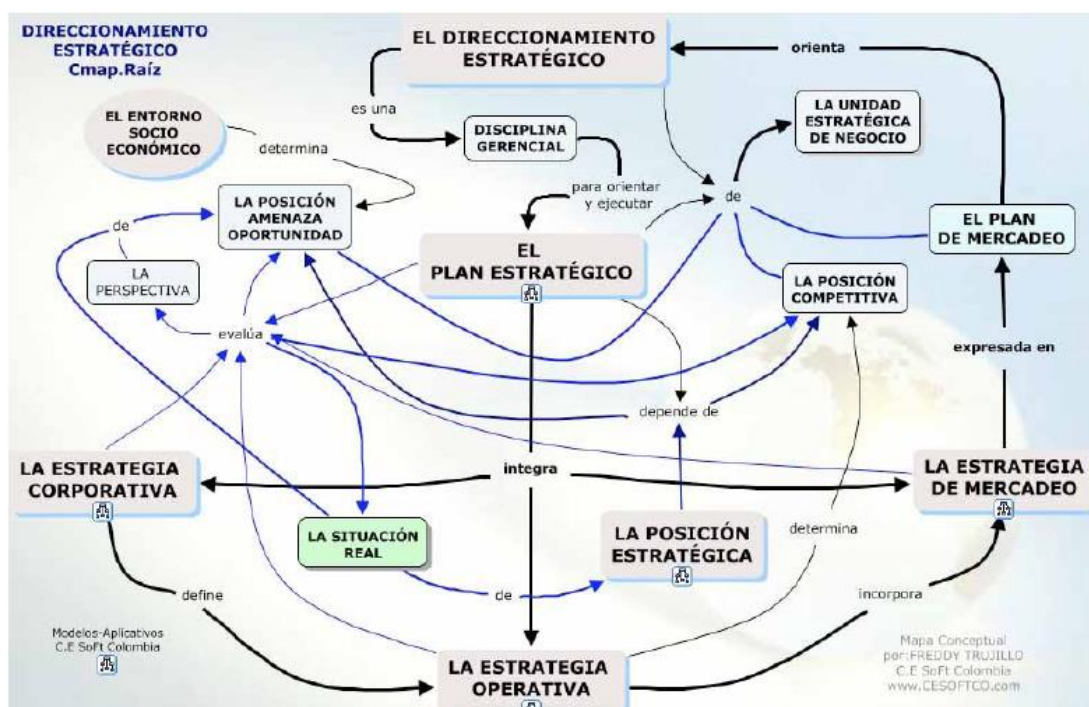 DIRECCIONAMIENTO
ESTRATÉGICO
Cmap.Raíz
EL DIRECCIONAMIENTO
ESTRATÉGICO
orienta
es una
EL ENTORNO
SOCIO
ECONÓMICO
DISCIPLINA
GERENCIAL
LA UNIDAD
ESTRATÉGICA
DE NEGOCIO
determina
para orientar
y ejecutar
de
de
LA POSICIÓN
AMENAZA
OPORTUNIDAD
EL PLAN
DE MERCADEO
EL
PLAN ESTRATÉGICO
LA
PERSPECTIVA
LA POSICIÓN
COMPETITIVA
evalúa
expresada en
depende de
LA ESTRATEGIA
CORPORATIVA
integra
LA ESTRATEGIA
DE MERCADEO
LA SITUACIÓN
REAL
LA POSICIÓN
ESTRATÉGICA
determina
define
de
incorpora
Modelos-Aplicativos
C.E SoFt Colombia
LA ESTRATEGIA
OPERATIVA
Mapa Conceptual
por:FREDDY TRUJILLO
C.E SoFt Colombia
www.CESOFTCO.com